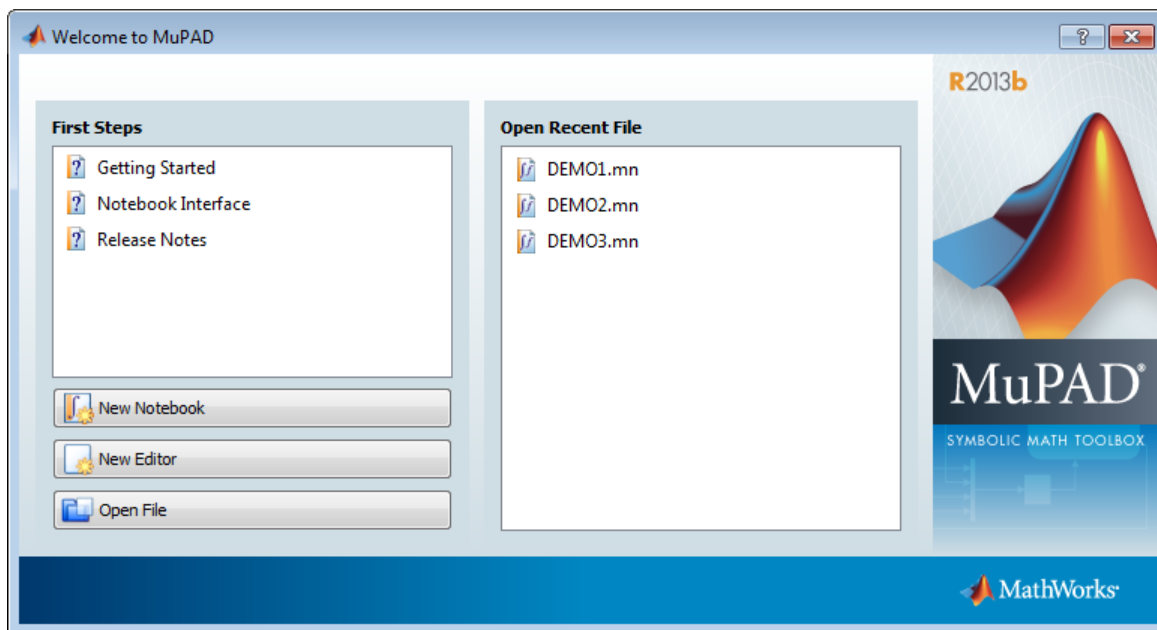 Welcome to MuPAD
R2013b
First Steps
Getting Started
Notebook Interface
Release Notes
New Notebook
New Editor
Open File
Open Recent File
DEMO1.mn
DEMO2.mn
DEMO3.mn
MuPAD®
SYMBOLIC MATH TOOLBOX
MathWorks®